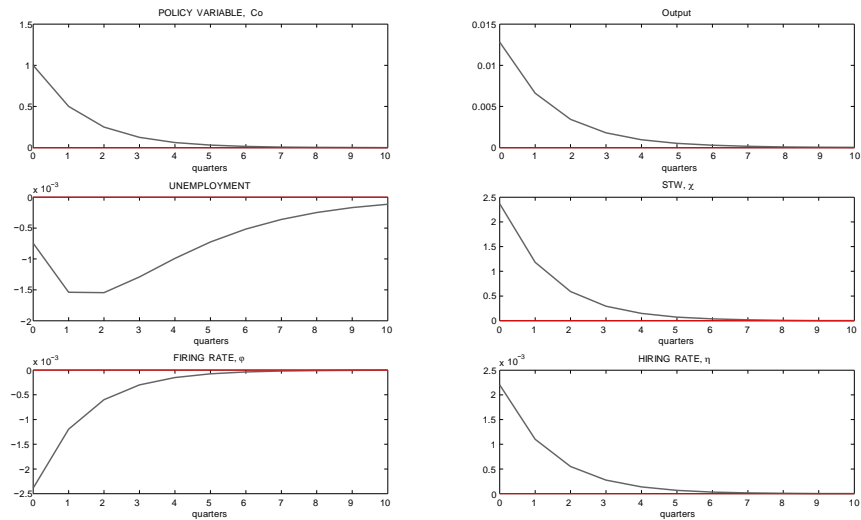 POLICY VARIABLE, Co
1.5
1
0.5
0
0 1 2 3 4 5 6 7 8 9 10
quarters
Output
0.015
0.01
0.005
0
0 1 2 3 4 5 6 7 8 9 10
quarters
UNEMPLOYMENT
x 10⁻³
0
−0.5
−1
−1.5
−2
0 1 2 3 4 5 6 7 8 9 10
quarters
STW, χ
2.5
2
1.5
1
0.5
0
0 1 2 3 4 5 6 7 8 9 10
quarters
FIRING RATE, φ
x 10⁻³
0
−0.5
−1
−1.5
−2
−2.5
0 1 2 3 4 5 6 7 8 9 10
quarters
HIRING RATE, η
x 10⁻³
2.5
2
1.5
1
0.5
0
0 1 2 3 4 5 6 7 8 9 10
quarters